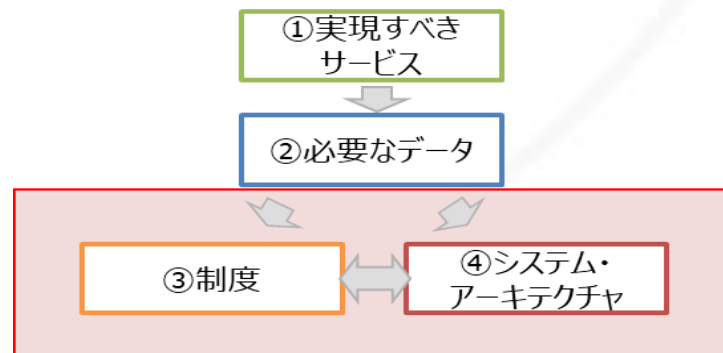 ①実現すべき
サービス
②必要なデータ
③制度
④システム・
アーキテクチャ